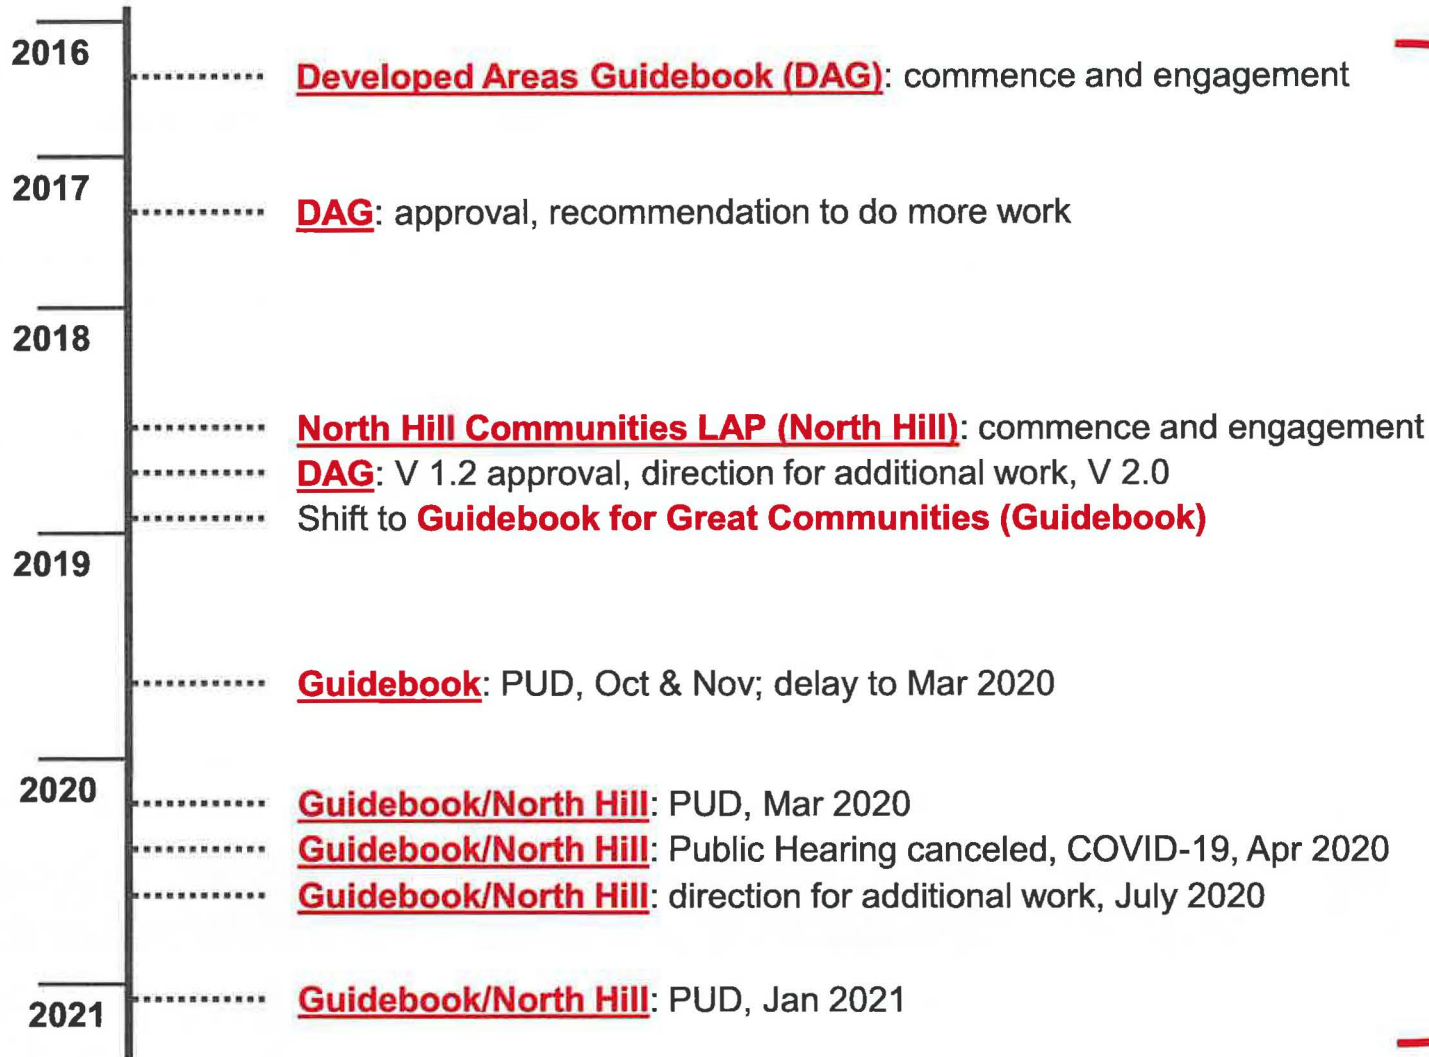 2016
Developed Areas Guidebook (DAG): commence and engagement
2017
DAG: approval, recommendation to do more work
2018
North Hill Communities LAP (North Hill): commence and engagement
DAG: V 1.2 approval, direction for additional work, V 2.0
Shift to Guidebook for Great Communities (Guidebook)
2019
Guidebook: PUD, Oct & Nov; delay to Mar 2020
2020
Guidebook/North Hill: PUD, Mar 2020
Guidebook/North Hill: Public Hearing canceled, COVID-19, Apr 2020
Guidebook/North Hill: direction for additional work, July 2020
2021
Guidebook/North Hill: PUD, Jan 2021